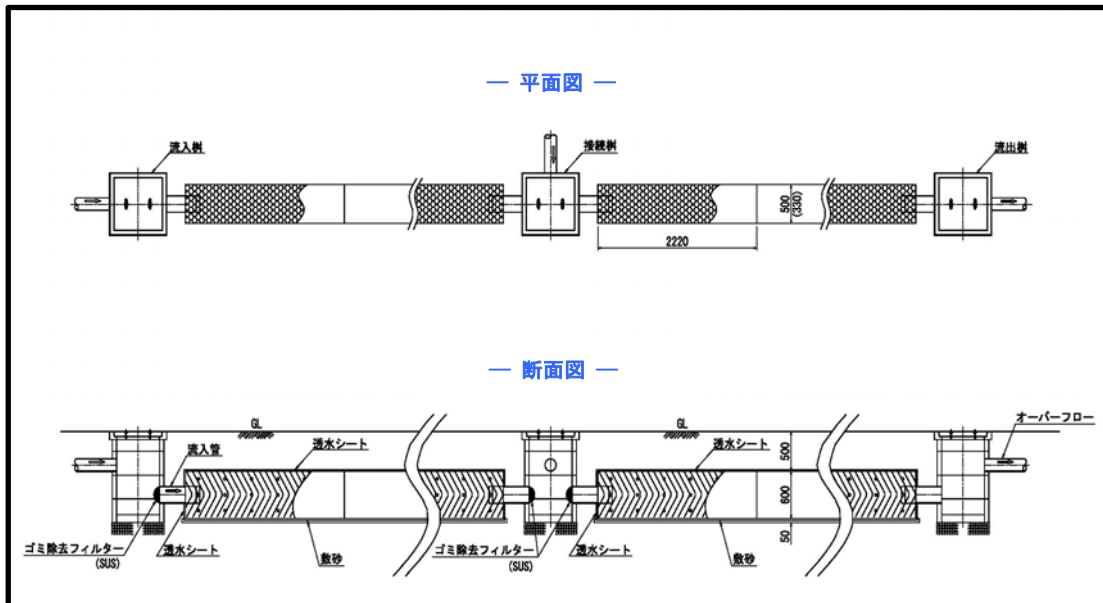 — 平面図 —
流入桝
接続桝
流出桝
500
(330)
2220
— 断面図 —
オーバーフロー
GL
GL
流入管
透水シート
透水シート
500
600
50
ゴミ除去フィルター
(SUS)
透水シート
敷砂
ゴミ除去フィルター
(SUS)
透水シート
敷砂